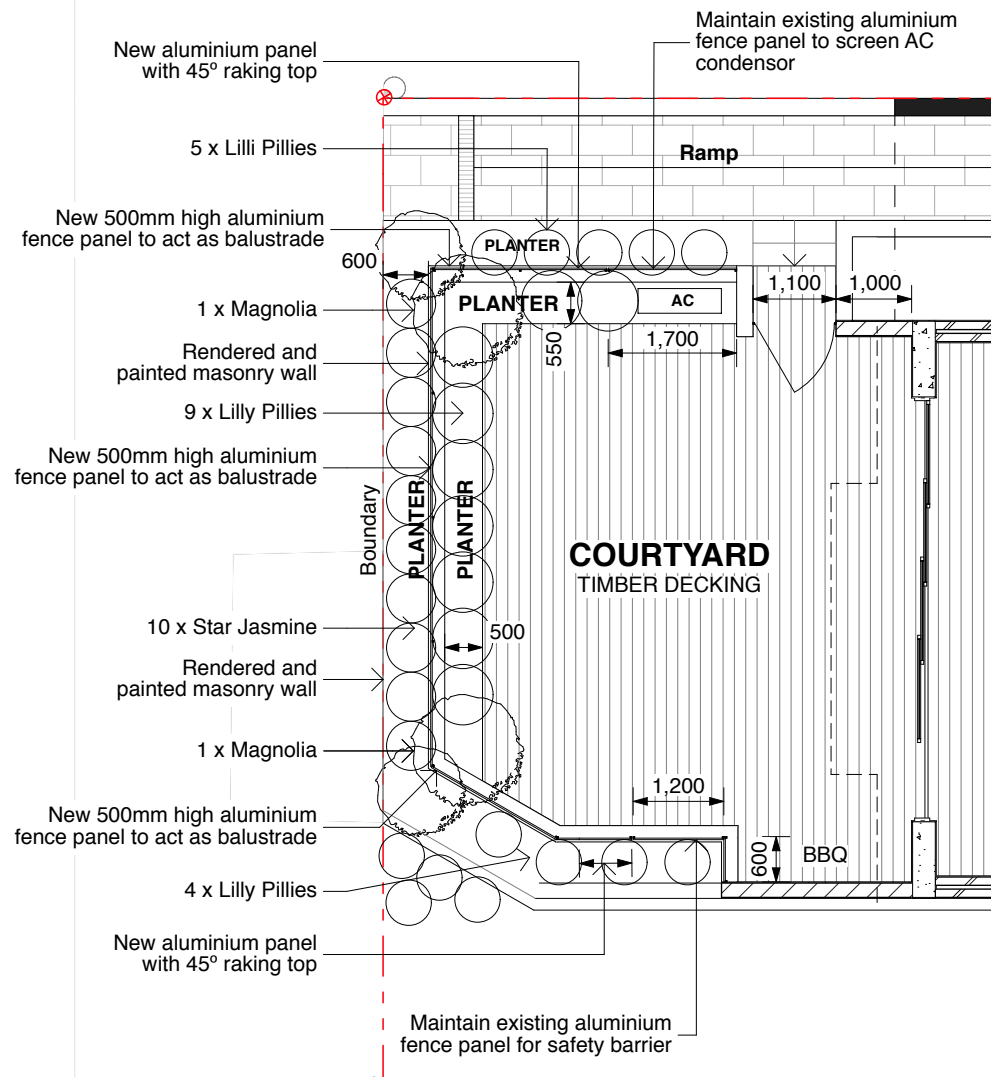 Maintain existing aluminium
fence panel to screen AC
condensor
New aluminium panel
with 45º raking top
5 x Lilli Pillies
Ramp
New 500mm high aluminium
fence panel to act as balustrade
PLANTER
600
1,100
1,000
1 x Magnolia
PLANTER
AC
550
1,700
Rendered and
painted masonry wall
9 x Lilly Pillies
New 500mm high aluminium
fence panel to act as balustrade
Boundary
PLANTER
PLANTER
COURTYARD
TIMBER DECKING
10 x Star Jasmine
500
Rendered and
painted masonry wall
1 x Magnolia
1,200
New 500mm high aluminium
fence panel to act as balustrade
600
BBQ
4 x Lilly Pillies
New aluminium panel
with 45º raking top
Maintain existing aluminium
fence panel for safety barrier